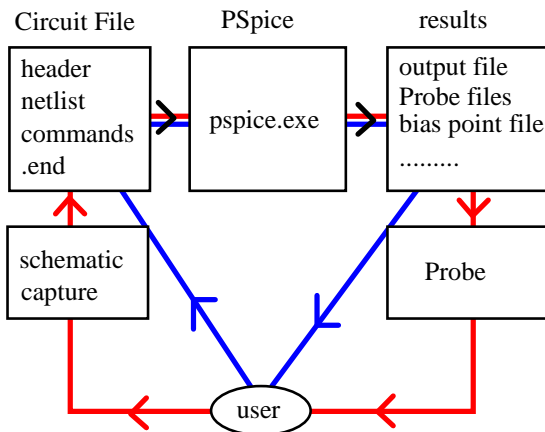 Circuit File
PSpice
results
header
netlist
commands
.end
pspice.exe
output file
Probe files
bias point file
.........
schematic
capture
Probe
user